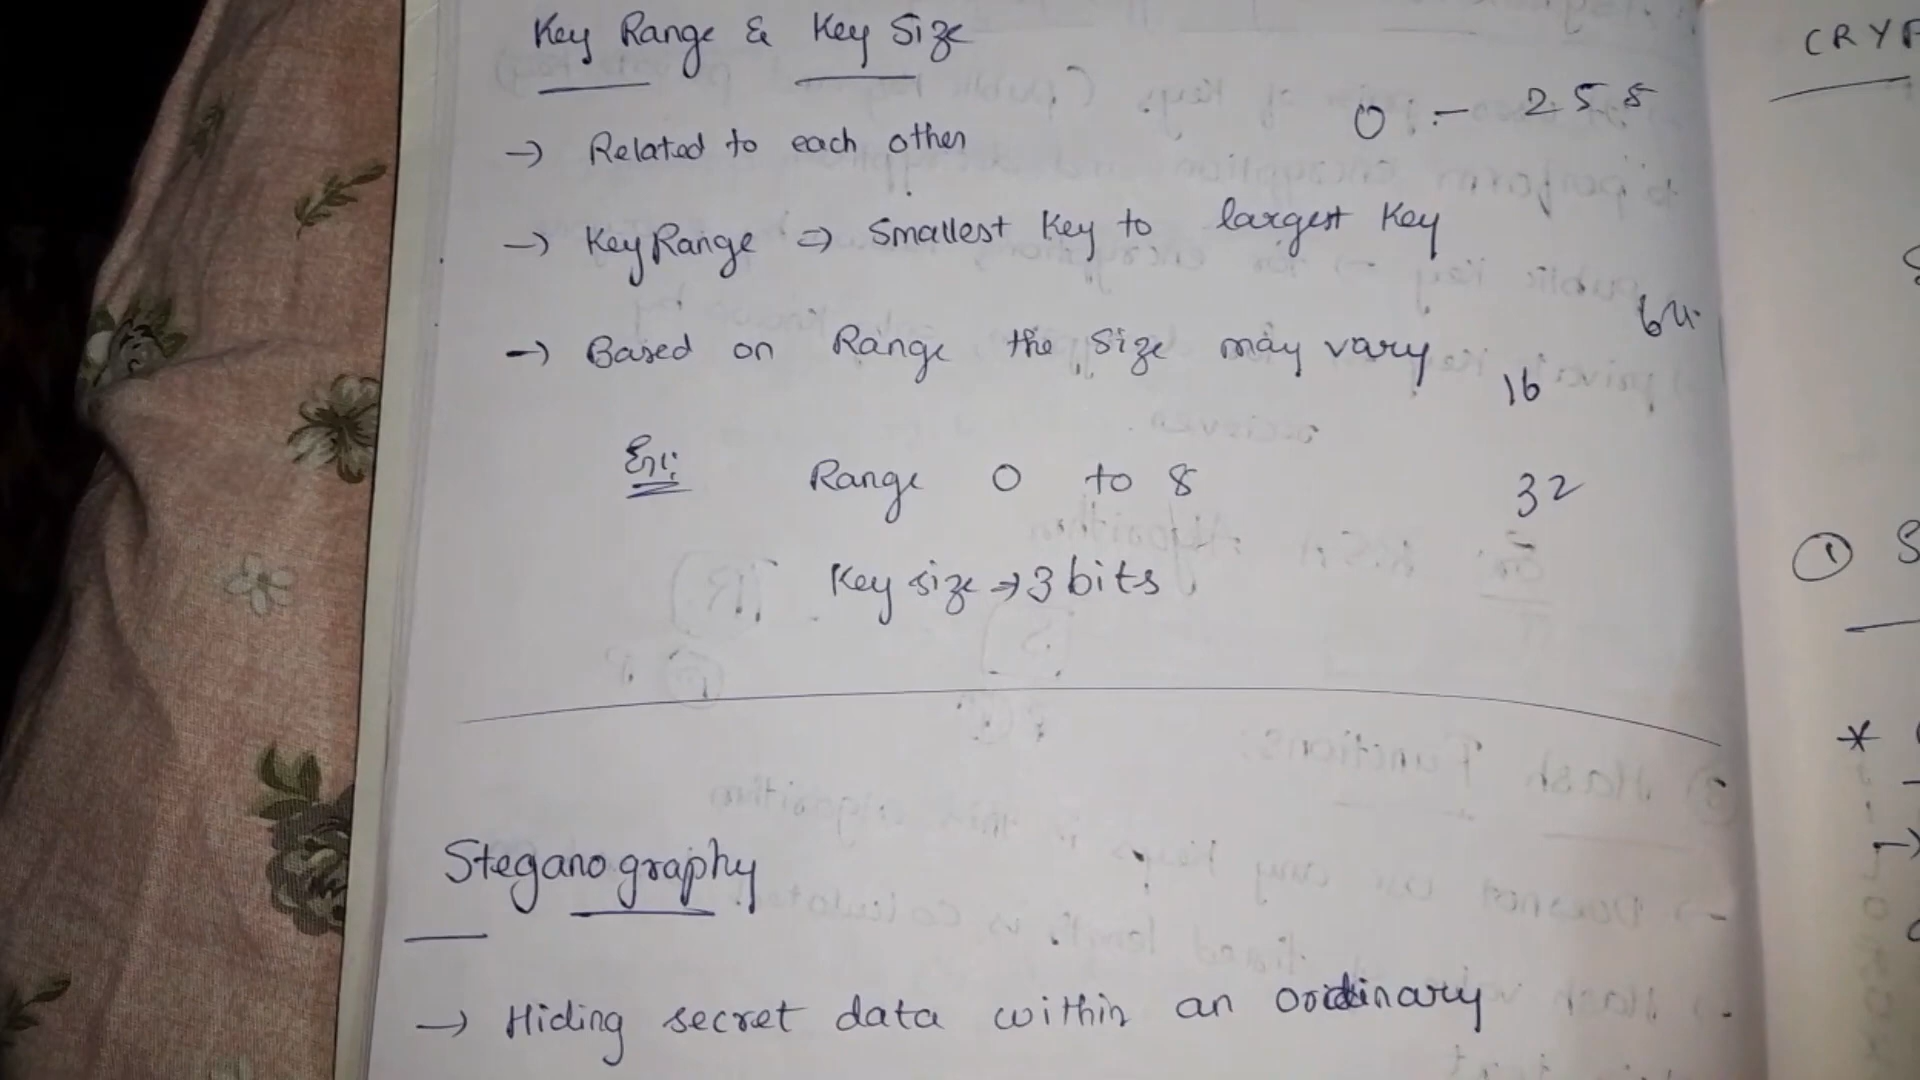 Key Range & Key Size
0 - 255
→ Related to each other
→ Key Range ⇒ Smallest key to largest key
64
→ Based on Range the size may vary
16
Ex:
Range 0 to 8
32
Key size → 3 bits
Steganography
→ Hiding secret data within an ordinary
CRYP
① S
*